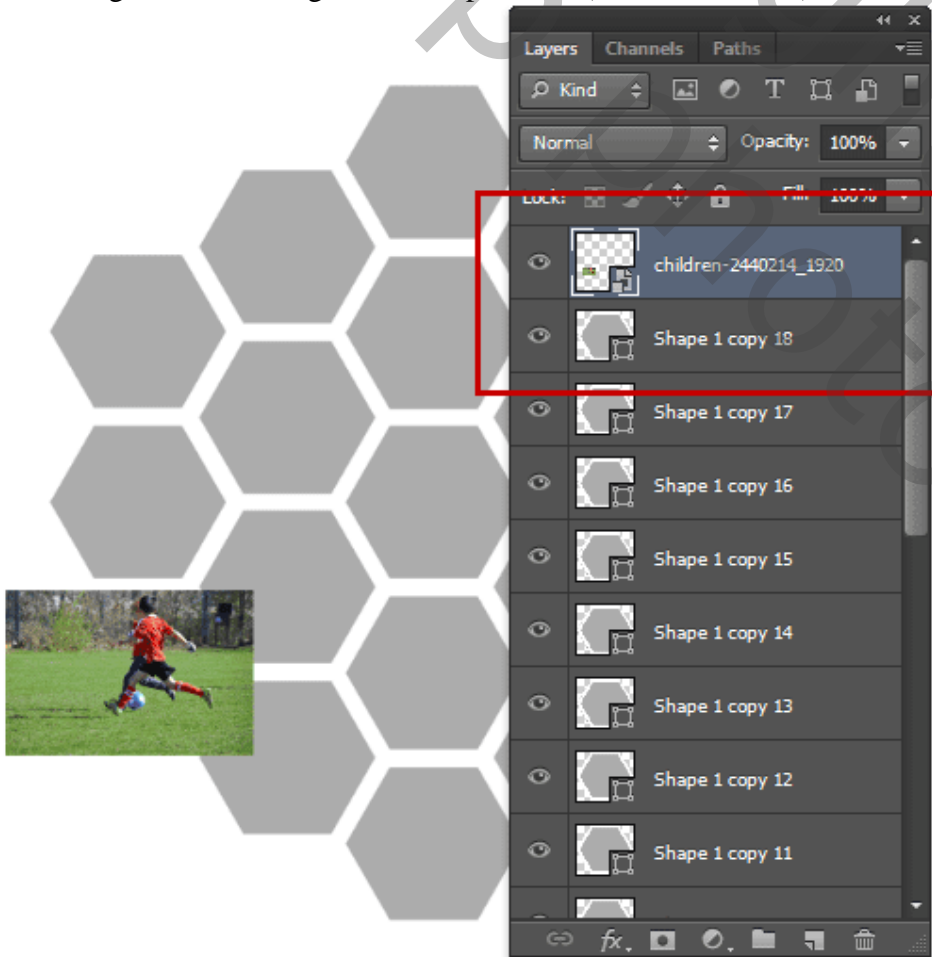 Layers Channels Paths
Kind T
Normal Opacity: 100%
Lock: Fill: 100%
children-2440214_1920
Shape 1 copy 18
Shape 1 copy 17
Shape 1 copy 16
Shape 1 copy 15
Shape 1 copy 14
Shape 1 copy 13
Shape 1 copy 12
Shape 1 copy 11
fx